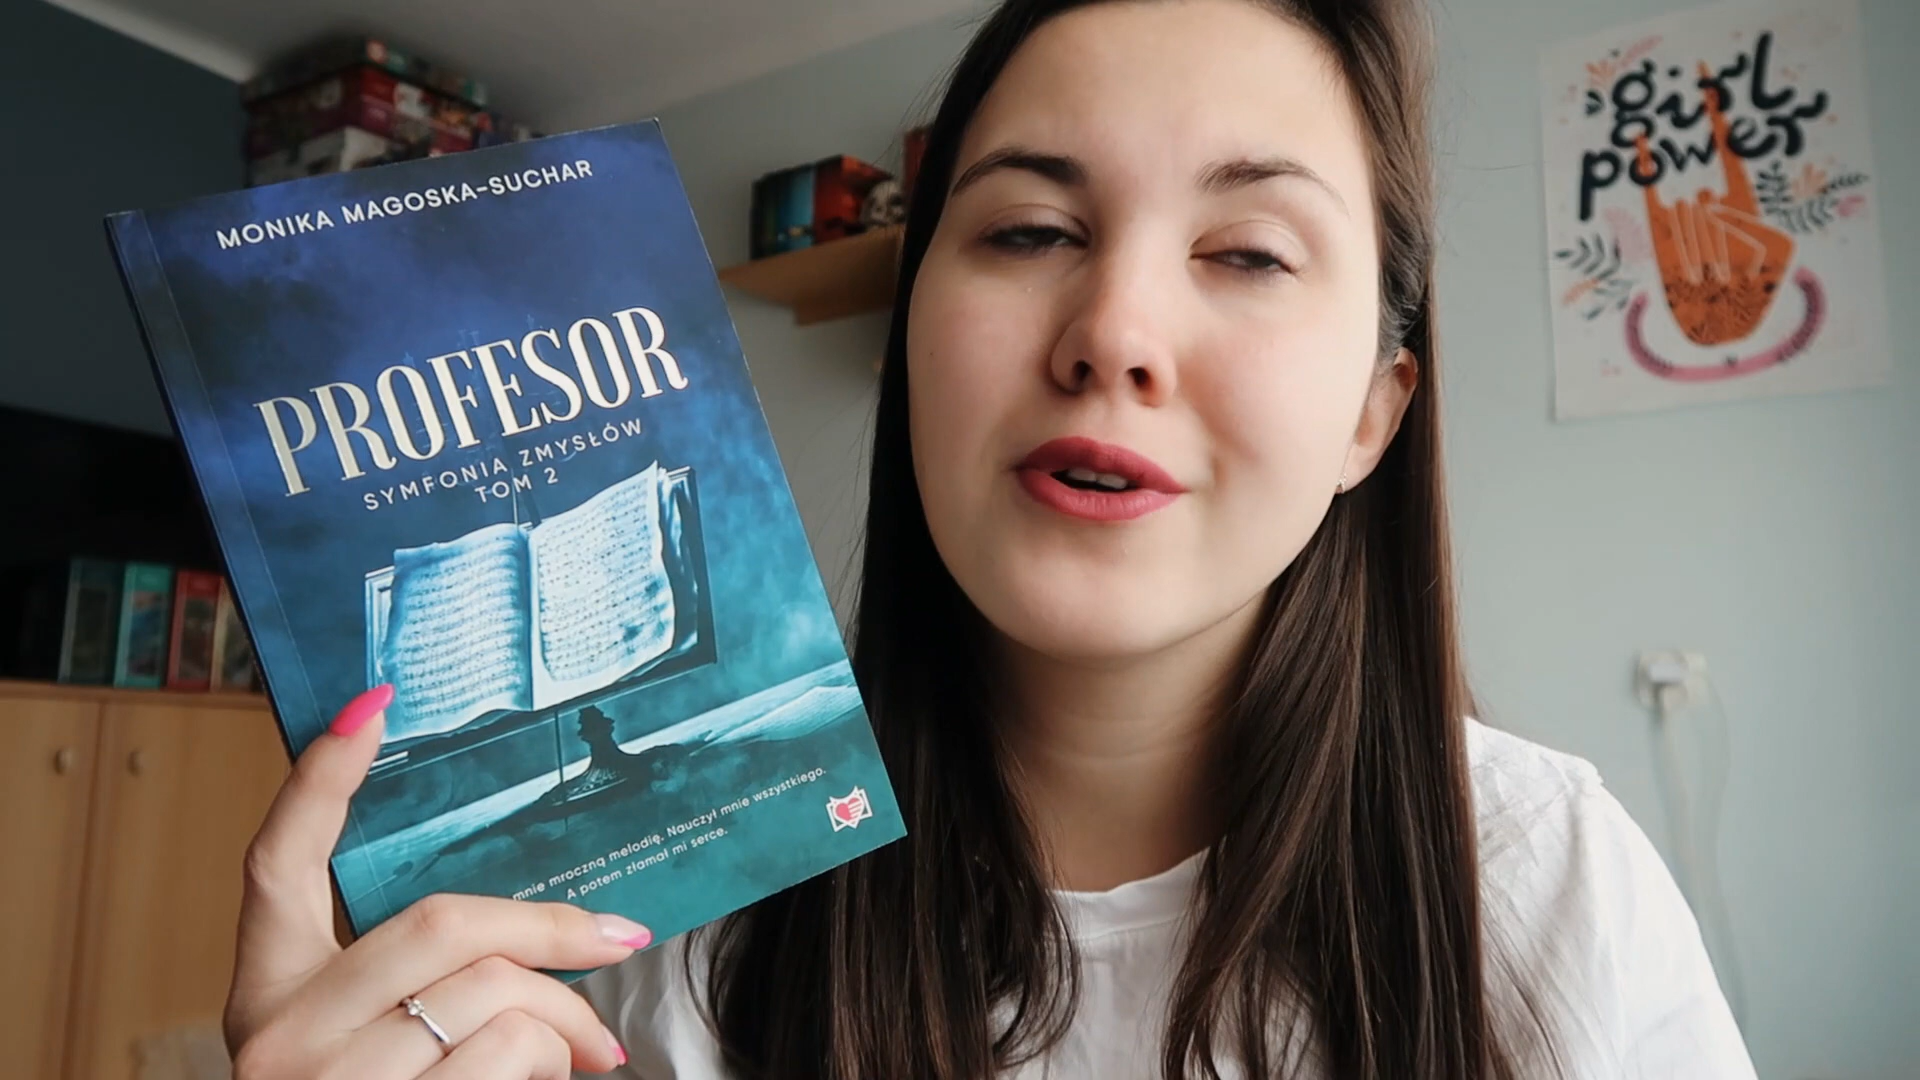 MONIKA MAGOSKA-SUCHAR
PROFESOR
SYMFONIA ZMYSŁÓW
TOM 2
mnie mroczną melodię. Nauczył mnie wszystkiego.
A potem złamał mi serce.
girl
power